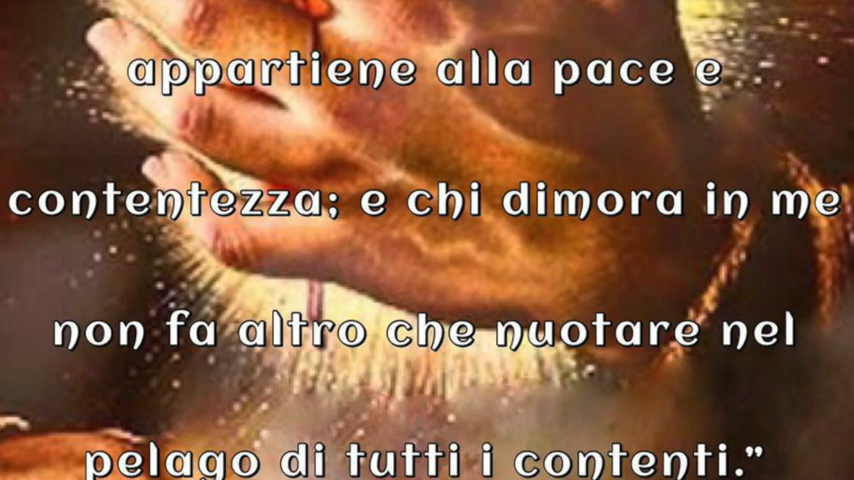 appartiene alla pace e
contentezza; e chi dimora in me
non fa altro che nuotare nel
pelago di tutti i contenti.”